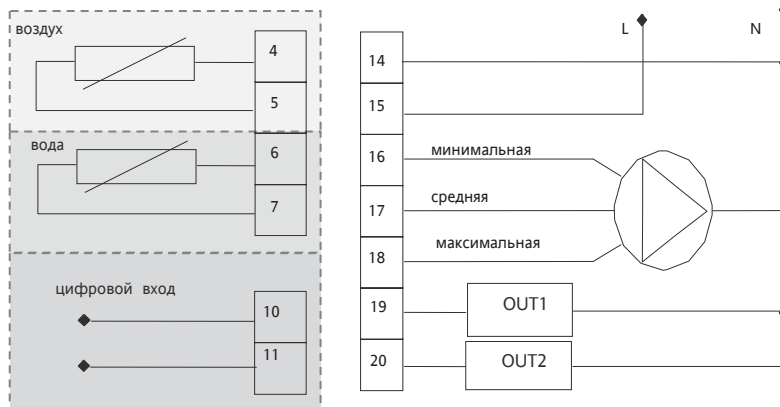 воздух
4
5
вода
6
7
цифровой вход
10
11
L
N
14
15
16
минимальная
17
средняя
18
максимальная
19
OUT1
20
OUT2